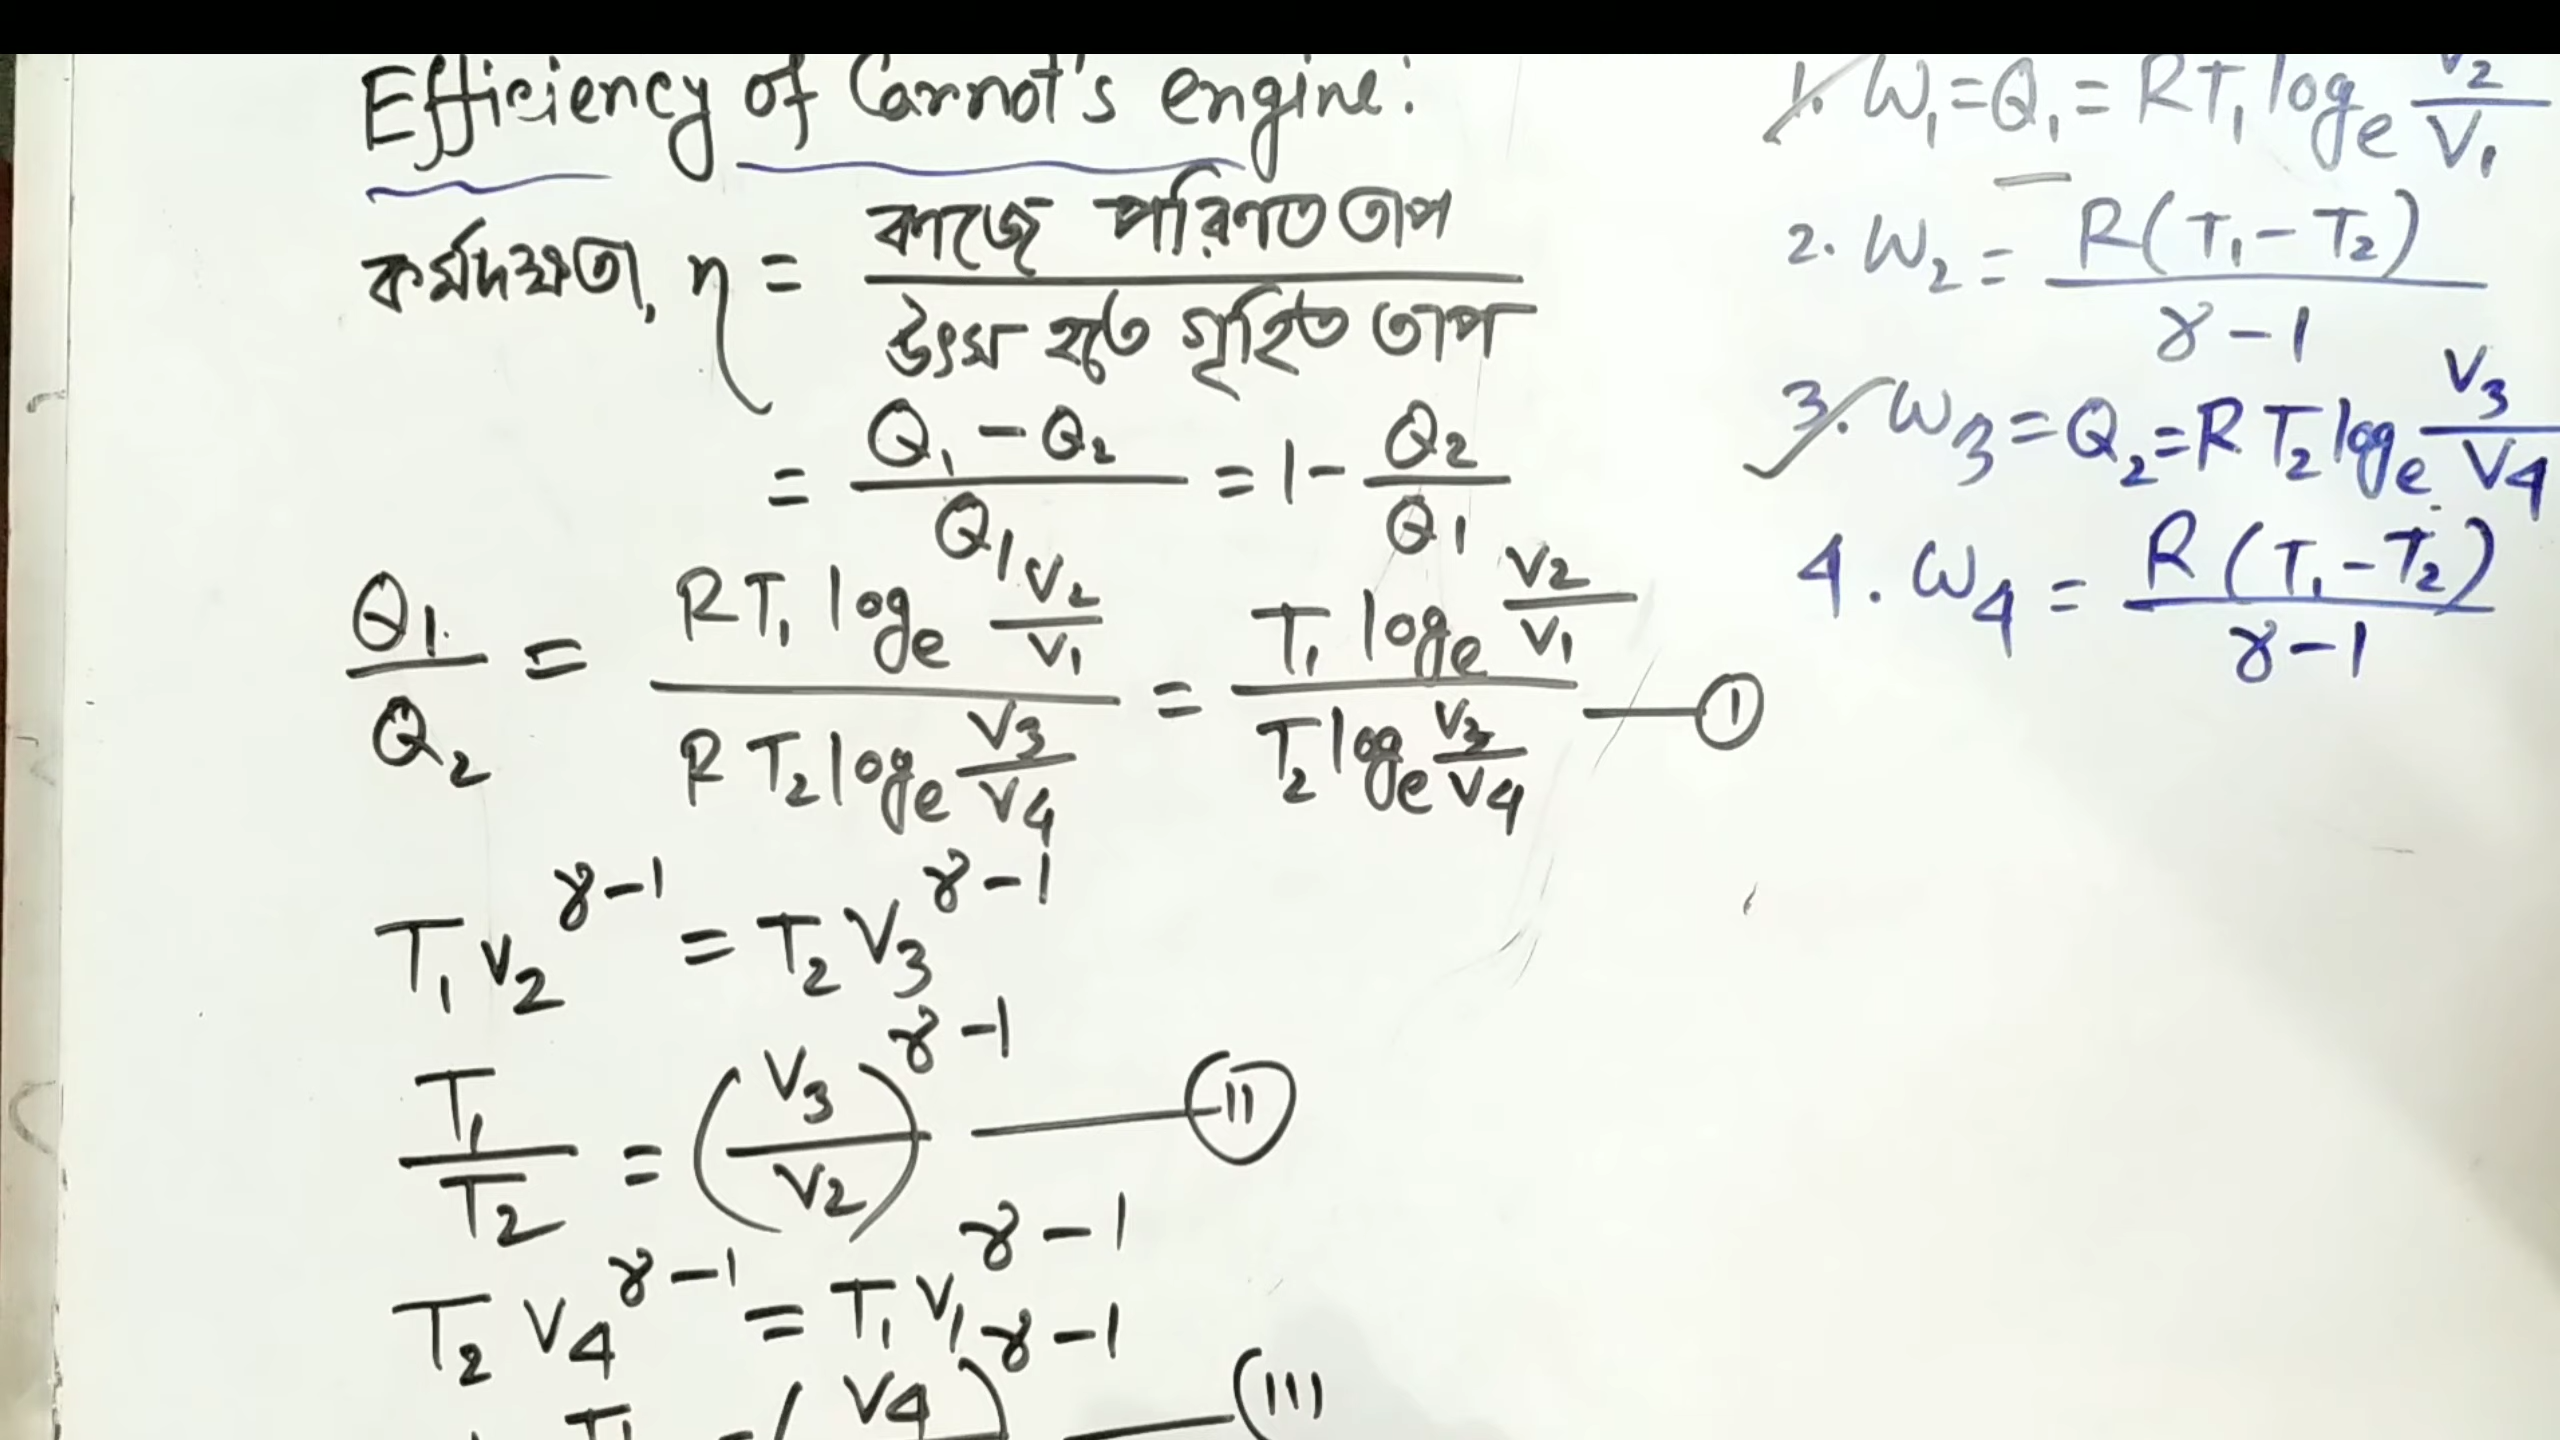 Efficiency of Carnot's engine:
কর্মদক্ষতা, η = কাজে পরিণত তাপ / উৎস হতে গৃহিত তাপ
= (Q₁ - Q₂) / Q₁ = 1 - Q₂/Q₁
Q₁/Q₂ = (RT₁ logₑ V₂/V₁) / (RT₂ logₑ V₃/V₄) = (T₁ logₑ V₂/V₁) / (T₂ logₑ V₃/V₄) — (I)
T₁V₂^(γ-1) = T₂V₃^(γ-1)
T₁/T₂ = (V₃/V₂)^(γ-1) — (II)
T₂V₄^(γ-1) = T₁V₁^(γ-1)
T₁ = (V₄)^(γ-1) — (III
1. W₁ = Q₁ = RT₁ logₑ V₂/V₁
2. W₂ = R(T₁ - T₂) / (γ - 1)
3. W₃ = Q₂ = RT₂ logₑ V₃/V₄
4. W₄ = R(T₁ - T₂) / (γ - 1)